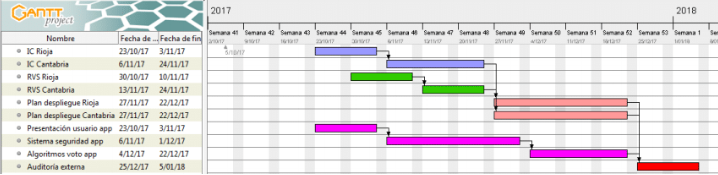 GANTT
project
2017
2018
Nombre Fecha de ... Fecha de fin
Semana 41 Semana 42 Semana 43 Semana 44 Semana 45 Semana 46 Semana 47 Semana 48 Semana 49 Semana 50 Semana 51 Semana 52 Semana 53 Semana 1
IC Rioja 23/10/17 3/11/17
IC Cantabria 6/11/17 24/11/17
RVS Rioja 30/10/17 10/11/17
RVS Cantabria 13/11/17 24/11/17
Plan despliegue Rioja 27/11/17 22/12/17
Plan despliegue Cantabria 27/11/17 22/12/17
Presentación usuario app 23/10/17 3/11/17
Sistema seguridad app 6/11/17 1/12/17
Algoritmos voto app 4/12/17 22/12/17
Auditoría externa 25/12/17 5/01/18